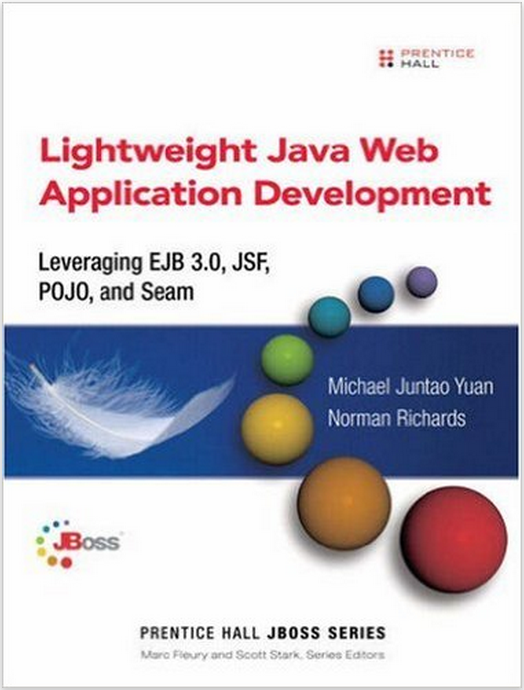 PRENTICE
HALL
Lightweight Java Web
Application Development
Leveraging EJB 3.0, JSF,
POJO, and Seam
Michael Juntao Yuan
Norman Richards
JBoss
PRENTICE HALL JBOSS SERIES
Marc Fleury and Scott Stark, Series Editors